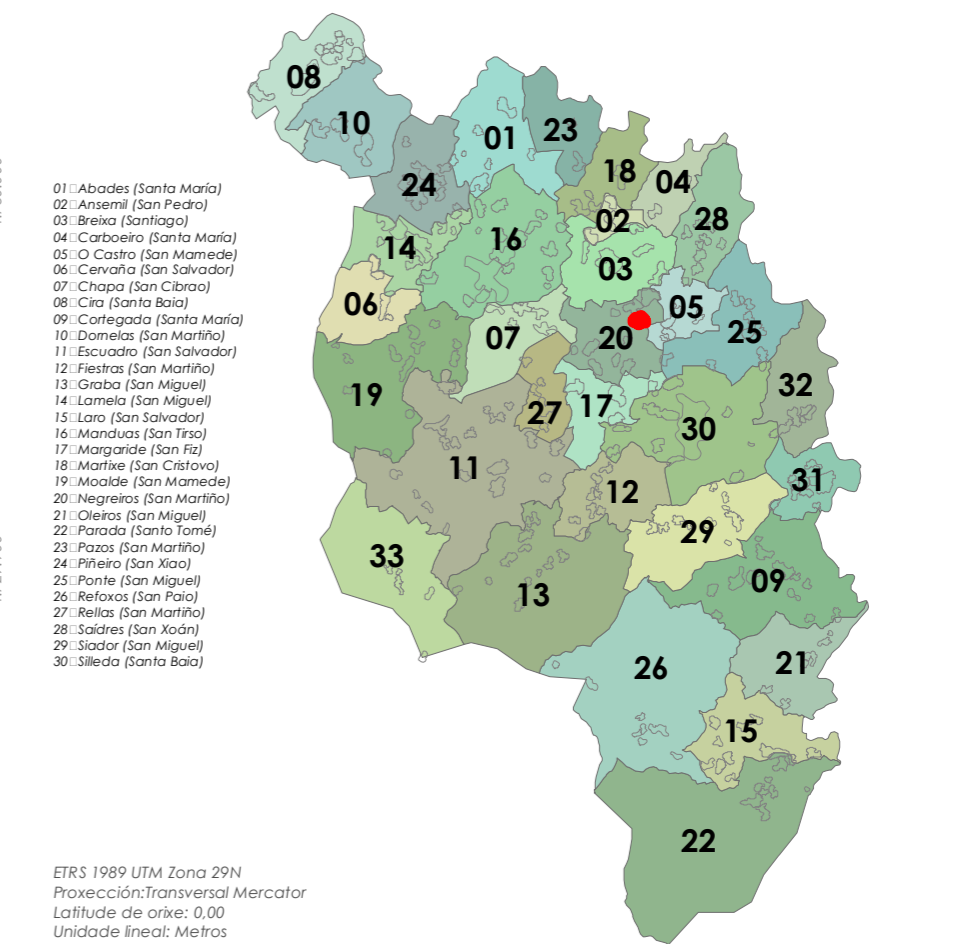 08
10
01
23
18
04
24
02
28
14
16
03
06
05
20
25
07
19
32
27
17
30
11
12
31
29
33
13
09
26
21
15
22
01 Abades (Santa María)
02 Ansemil (San Pedro)
03 Breixa (Santiago)
04 Carboeiro (Santa María)
05 O Castro (San Mamede)
06 Cervaña (San Salvador)
07 Chapa (San Cibrao)
08 Cira (Santa Baia)
09 Cortegada (Santa María)
10 Dornelas (San Martiño)
11 Escuadro (San Salvador)
12 Fiestras (San Martiño)
13 Graba (San Miguel)
14 Lamela (San Miguel)
15 Laro (San Salvador)
16 Manduas (San Tirso)
17 Margaride (San Fiz)
18 Martixe (San Cristovo)
19 Moalde (San Mamede)
20 Negreiros (San Martiño)
21 Oleiros (San Miguel)
22 Parada (Santo Tomé)
23 Pazos (San Martiño)
24 Piñeiro (San Xiao)
25 Ponte (San Miguel)
26 Refoxos (San Paio)
27 Rellas (San Martiño)
28 Saídres (San Xoán)
29 Siador (San Miguel)
30 Silleda (Santa Baia)
ETRS 1989 UTM Zona 29N
Proxección:Transversal Mercator
Latitude de orixe: 0,00
Unidade lineal: Metros